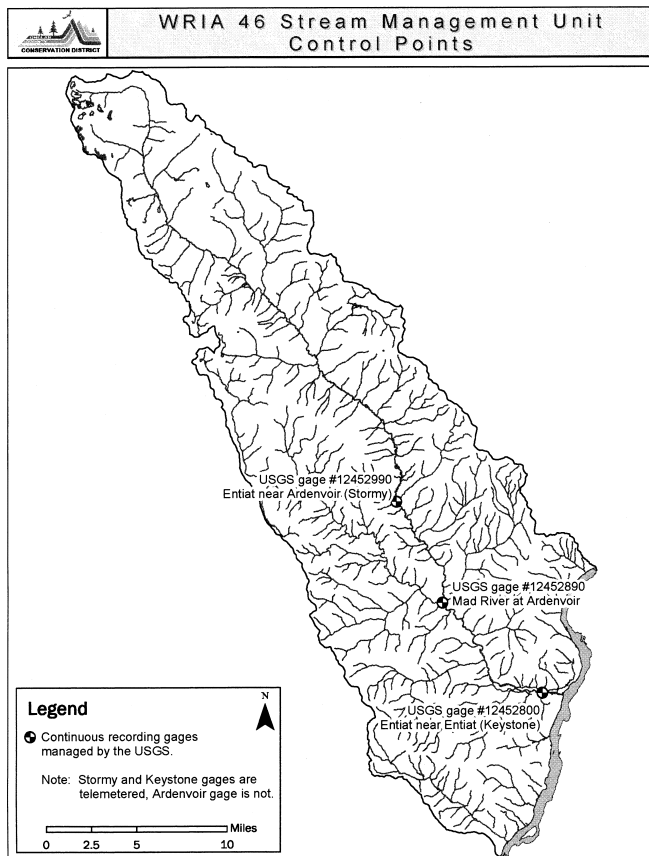 WRIA 46 Stream Management Unit
Control Points
CONSERVATION DISTRICT
USGS gage #12452990
Entiat near Ardenvoir (Stormy)
USGS gage #12452890
Mad River at Ardenvoir
USGS gage #12452800
Entiat near Entiat (Keystone)
Legend
N
Continuous recording gages
managed by the USGS.
Note: Stormy and Keystone gages are
telemetered, Ardenvoir gage is not.
Miles
0 2.5 5 10